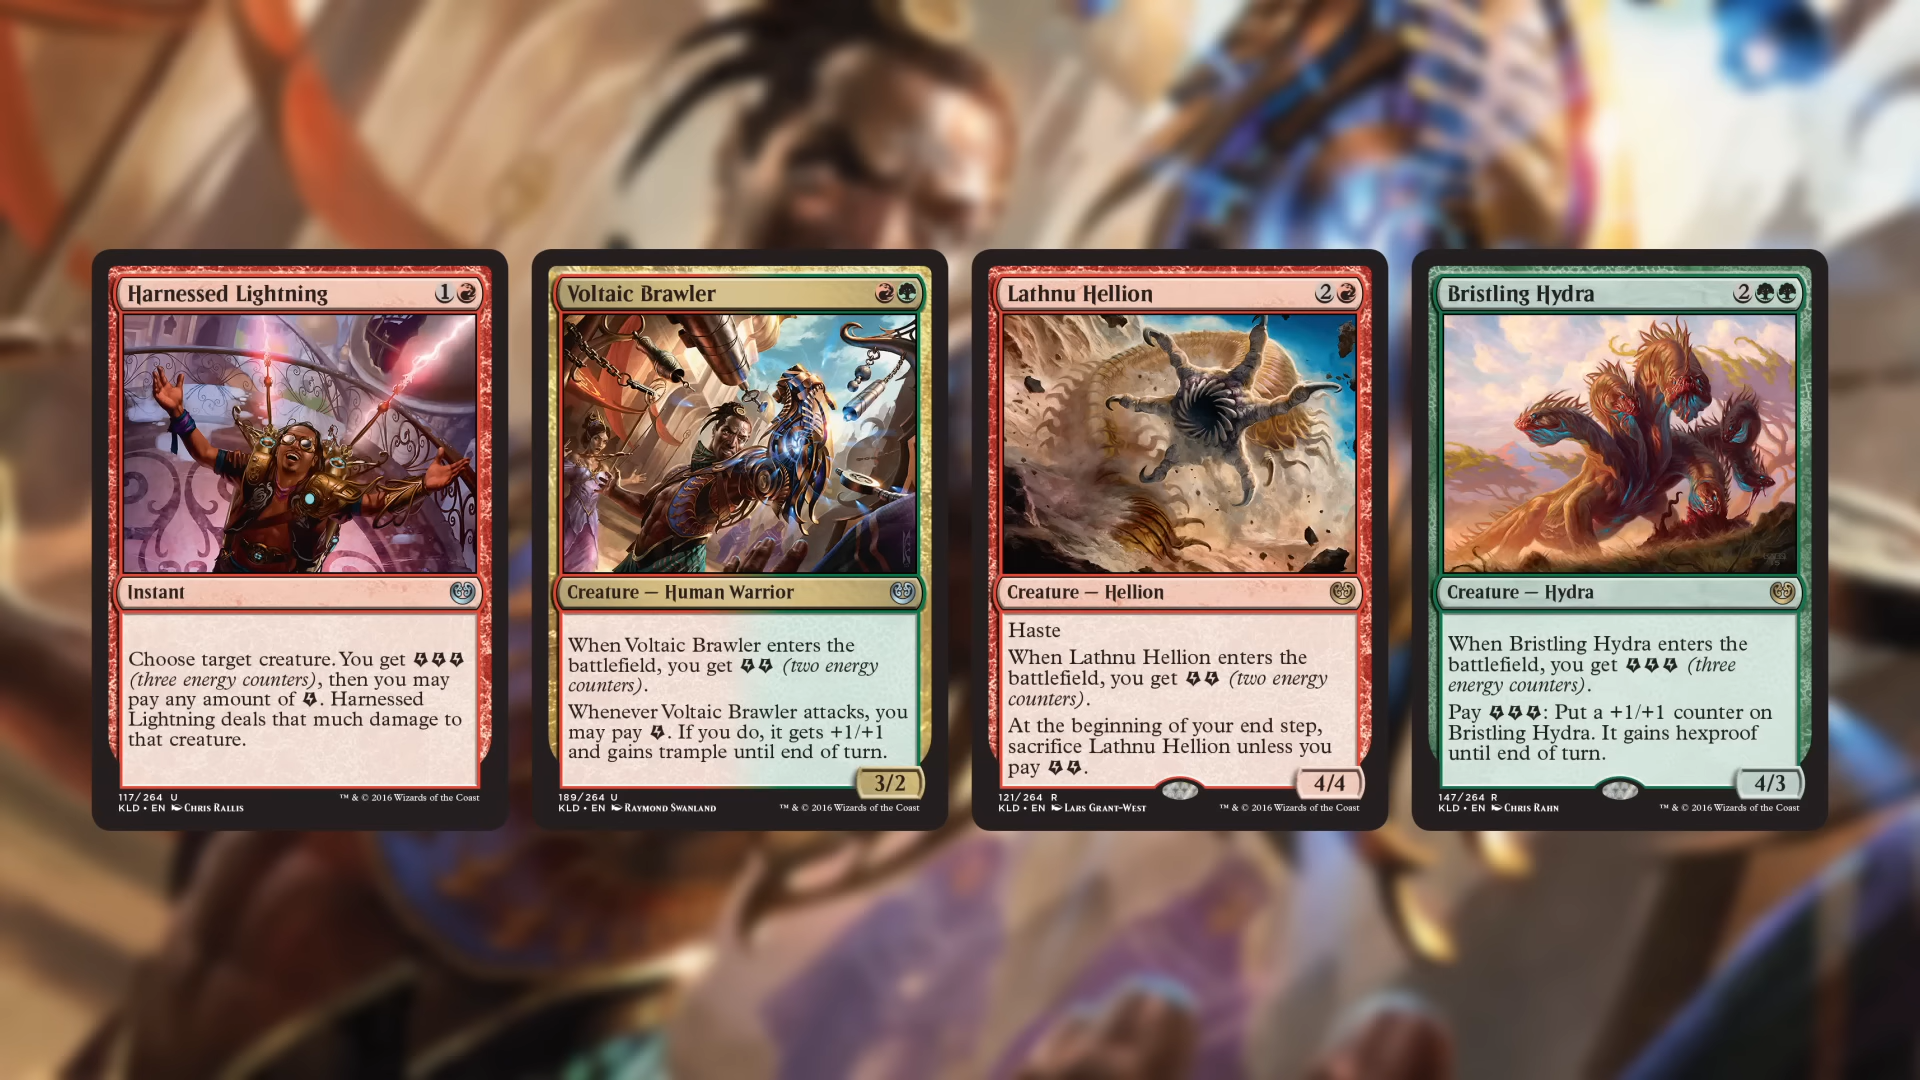 Harnessed Lightning 1
Instant
Choose target creature. You get
(three energy counters), then you may
pay any amount of . Harnessed
Lightning deals that much damage to
that creature.
117/264 U
KLD • EN Chris Rallis
™ & © 2016 Wizards of the Coast
Voltaic Brawler
Creature — Human Warrior
When Voltaic Brawler enters the
battlefield, you get (two energy
counters).
Whenever Voltaic Brawler attacks, you
may pay . If you do, it gets +1/+1
and gains trample until end of turn.
3/2
189/264 U
KLD • EN Raymond Swanland
™ & © 2016 Wizards of the Coast
Lathnu Hellion 2
Creature — Hellion
Haste
When Lathnu Hellion enters the
battlefield, you get (two energy
counters).
At the beginning of your end step,
sacrifice Lathnu Hellion unless you
pay .
4/4
121/264 R
KLD • EN Lars Grant-West
™ & © 2016 Wizards of the Coast
Bristling Hydra 2
Creature — Hydra
When Bristling Hydra enters the
battlefield, you get (three
energy counters).
Pay : Put a +1/+1 counter on
Bristling Hydra. It gains hexproof
until end of turn.
4/3
147/264 R
KLD • EN Chris Rahn
™ & © 2016 Wizards of the Coast